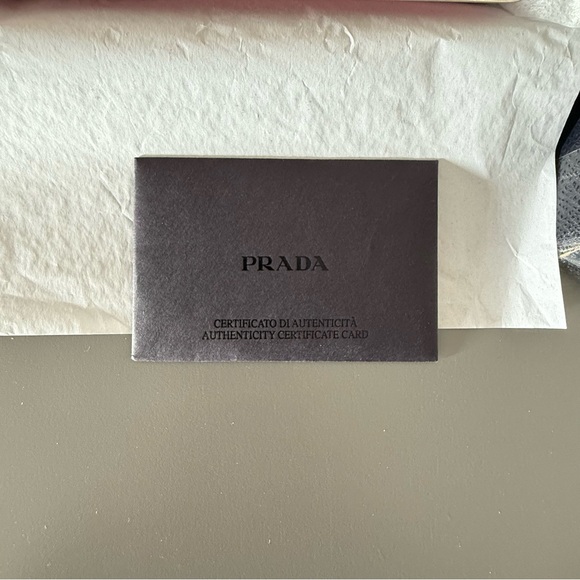 PRADA
CERTIFICATO DI AUTENTICITÀ
AUTHENTICITY CERTIFICATE CARD